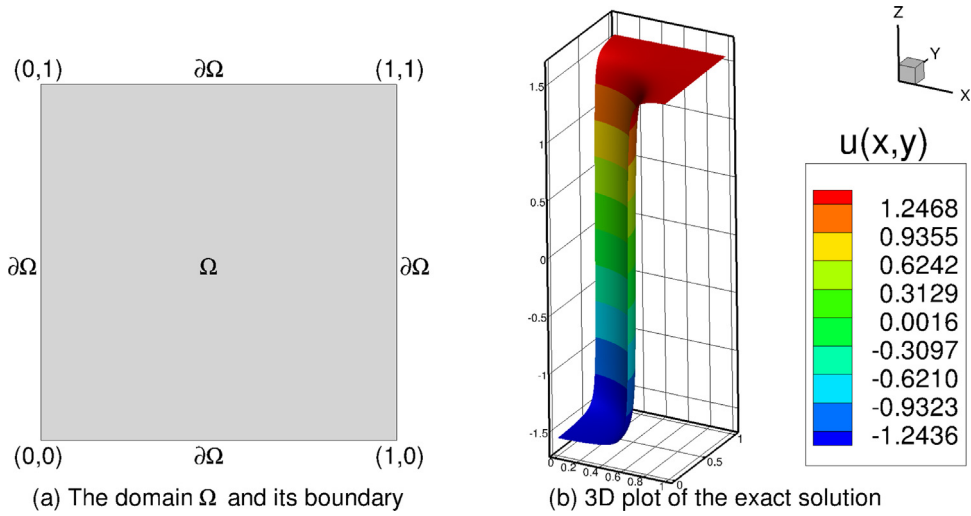 (0,1) ∂Ω (1,1)
∂Ω Ω ∂Ω
(0,0) ∂Ω (1,0)
(a) The domain Ω and its boundary
1.5
1
0.5
0
-0.5
-1
-1.5
0 0.2 0.4 0.6 0.8 1
0 0.5 1
(b) 3D plot of the exact solution
Z
Y
X
u(x,y)
1.2468
0.9355
0.6242
0.3129
0.0016
-0.3097
-0.6210
-0.9323
-1.2436